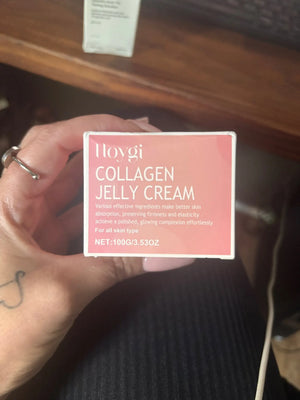 Hoygi
COLLAGEN
JELLY CREAM
Various effective ingredients make better skin
absorption, preserving firmness and elasticity
achieve a polished, glowing complexion effortlessly
For all skin type
NET:100G/3.53OZ